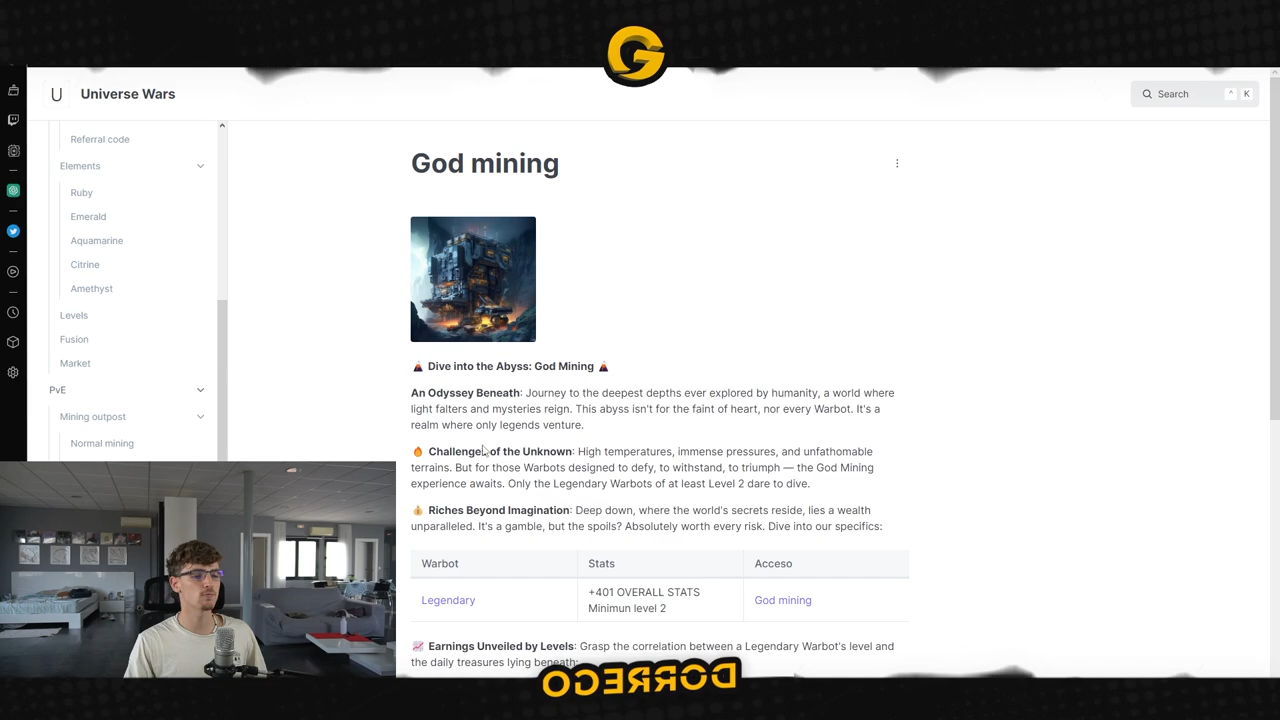 G
U
Universe Wars
Search
^ K
Referral code
Elements
Ruby
Emerald
Aquamarine
Citrine
Amethyst
Levels
Fusion
Market
PvE
Mining outpost
Normal mining
God mining
Dive into the Abyss: God Mining
An Odyssey Beneath: Journey to the deepest depths ever explored by humanity, a world where
light falters and mysteries reign. This abyss isn't for the faint of heart, nor every Warbot. It's a
realm where only legends venture.
Challenges of the Unknown: High temperatures, immense pressures, and unfathomable
terrains. But for those Warbots designed to defy, to withstand, to triumph — the God Mining
experience awaits. Only the Legendary Warbots of at least Level 2 dare to dive.
Riches Beyond Imagination: Deep down, where the world's secrets reside, lies a wealth
unparalleled. It's a gamble, but the spoils? Absolutely worth every risk. Dive into our specifics:
Warbot Stats Acceso
Legendary +401 OVERALL STATS God mining
Minimun level 2
Earnings Unveiled by Levels: Grasp the correlation between a Legendary Warbot's level and
the daily treasures lying beneath:
DORREGO